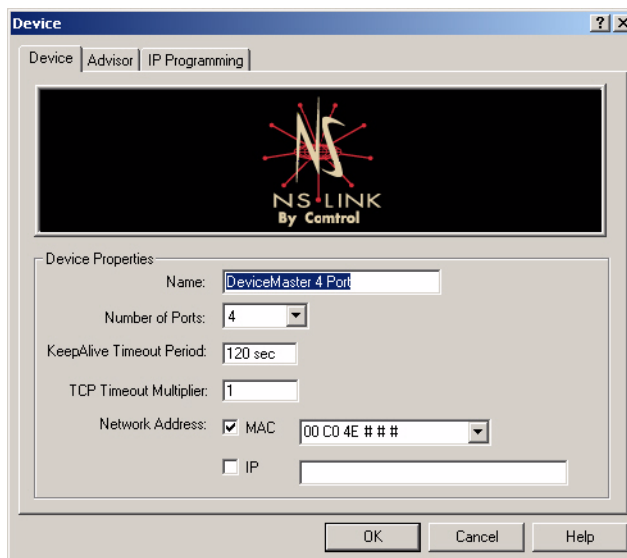 Device
Device Advisor IP Programming
NS
NS•LINK
By Comtrol
Device Properties
Name: DeviceMaster 4 Port
Number of Ports: 4
KeepAlive Timeout Period: 120 sec
TCP Timeout Multiplier: 1
Network Address: MAC 00 C0 4E # # #
IP
OK Cancel Help